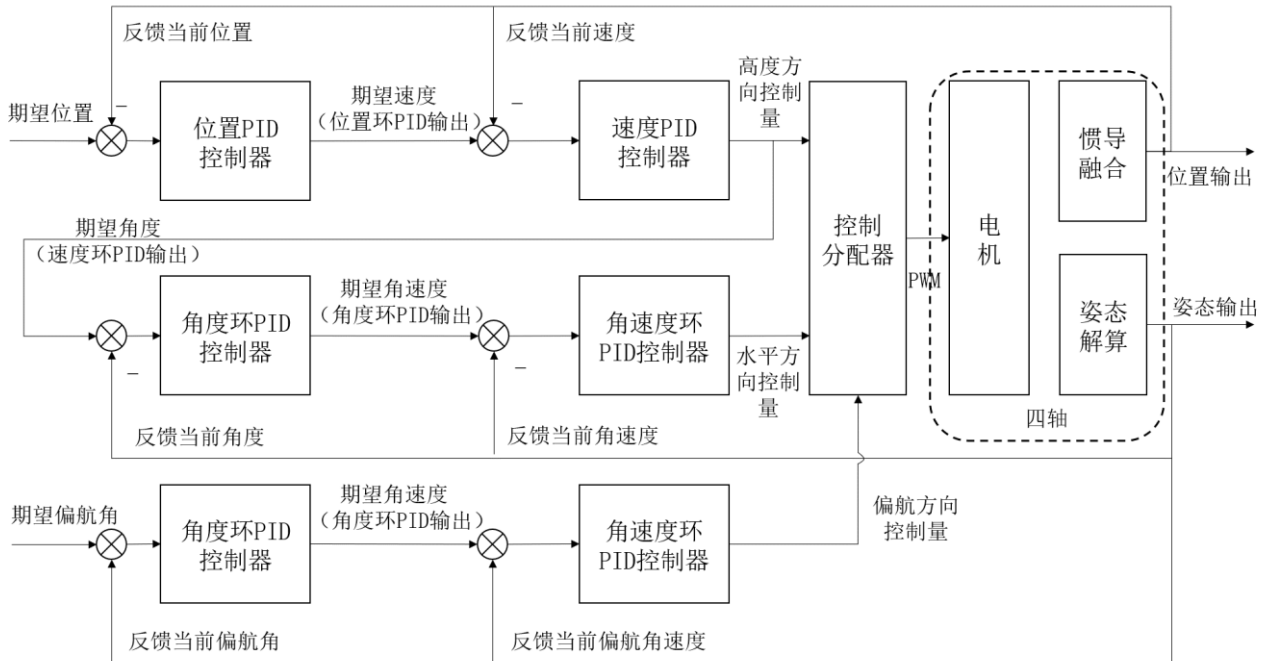 反馈当前位置
反馈当前速度
高度方
向控制
量
期望位置
−
位置PID
控制器
期望速度
（位置环PID输出）
−
速度PID
控制器
惯导
融合
位置输出
期望角度
（速度环PID输出）
控制
分配器
PWM
电
机
角度环PID
控制器
期望角速度
（角度环PID输出）
角速度环
PID控制器
姿态
解算
姿态输出
−
−
水平方
向控制
量
四轴
反馈当前角度
反馈当前角速度
期望偏航角
角度环PID
控制器
期望角速度
（角度环PID输出）
角速度环
PID控制器
偏航方向
控制量
反馈当前偏航角
反馈当前偏航角速度